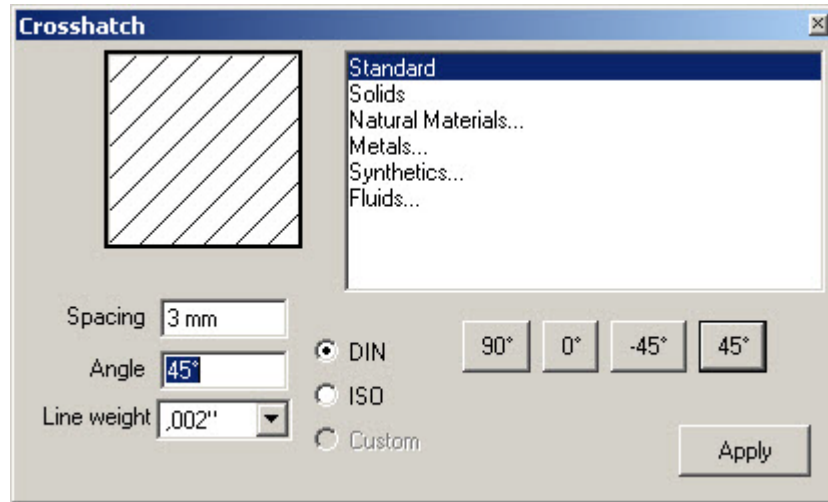 Crosshatch
Standard
Solids
Natural Materials...
Metals...
Synthetics...
Fluids...
Spacing 3 mm
Angle 45°
Line weight ,002"
DIN
ISO
Custom
90° 0° -45° 45°
Apply